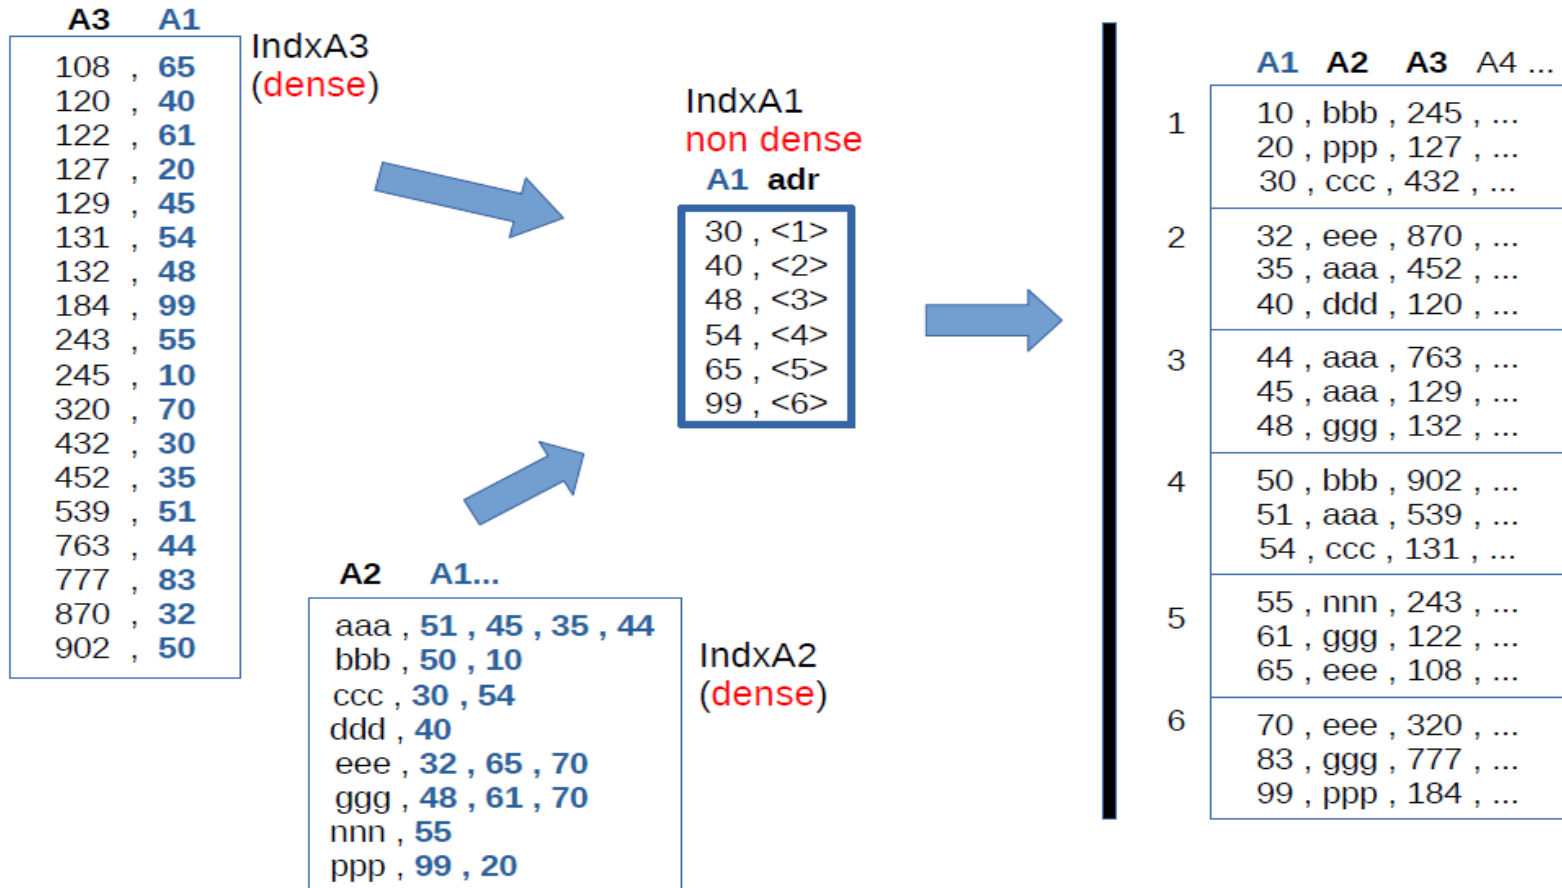 A3 A1
108 , 65
120 , 40
122 , 61
127 , 20
129 , 45
131 , 54
132 , 48
184 , 99
243 , 55
245 , 10
320 , 70
432 , 30
452 , 35
539 , 51
763 , 44
777 , 83
870 , 32
902 , 50
IndxA3
(dense)
A2 A1...
aaa , 51 , 45 , 35 , 44
bbb , 50 , 10
ccc , 30 , 54
ddd , 40
eee , 32 , 65 , 70
ggg , 48 , 61 , 70
nnn , 55
ppp , 99 , 20
IndxA2
(dense)
IndxA1
non dense
A1 adr
30 , <1>
40 , <2>
48 , <3>
54 , <4>
65 , <5>
99 , <6>
A1 A2 A3 A4 ...
1
10 , bbb , 245 , ...
20 , ppp , 127 , ...
30 , ccc , 432 , ...
2
32 , eee , 870 , ...
35 , aaa , 452 , ...
40 , ddd , 120 , ...
3
44 , aaa , 763 , ...
45 , aaa , 129 , ...
48 , ggg , 132 , ...
4
50 , bbb , 902 , ...
51 , aaa , 539 , ...
54 , ccc , 131 , ...
5
55 , nnn , 243 , ...
61 , ggg , 122 , ...
65 , eee , 108 , ...
6
70 , eee , 320 , ...
83 , ggg , 777 , ...
99 , ppp , 184 , ...